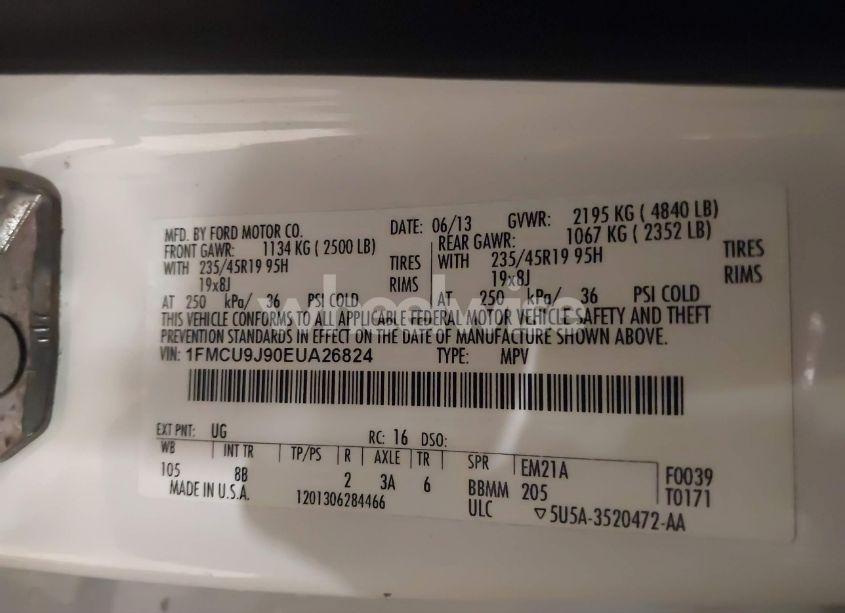 MFD. BY FORD MOTOR CO.
DATE: 06/13 GVWR: 2195 KG ( 4840 LB)
FRONT GAWR: 1134 KG ( 2500 LB) REAR GAWR: 1067 KG ( 2352 LB)
WITH 235/45R19 95H TIRES WITH 235/45R19 95H TIRES
19x8J RIMS 19x8J RIMS
AT 250 kPa/ 36 PSI COLD AT 250 kPa/ 36 PSI COLD
THIS VEHICLE CONFORMS TO ALL APPLICABLE FEDERAL MOTOR VEHICLE SAFETY AND THEFT
PREVENTION STANDARDS IN EFFECT ON THE DATE OF MANUFACTURE SHOWN ABOVE.
VIN: 1FMCU9J90EUA26824 TYPE: MPV
EXT PNT: UG RC: 16 DSO:
WB INT TR TP/PS R AXLE TR SPR EM21A F0039
105 8B 2 3A 6 BBMM 205 T0171
MADE IN U.S.A. 1201306284466 ULC ▽5U5A-3520472-AA